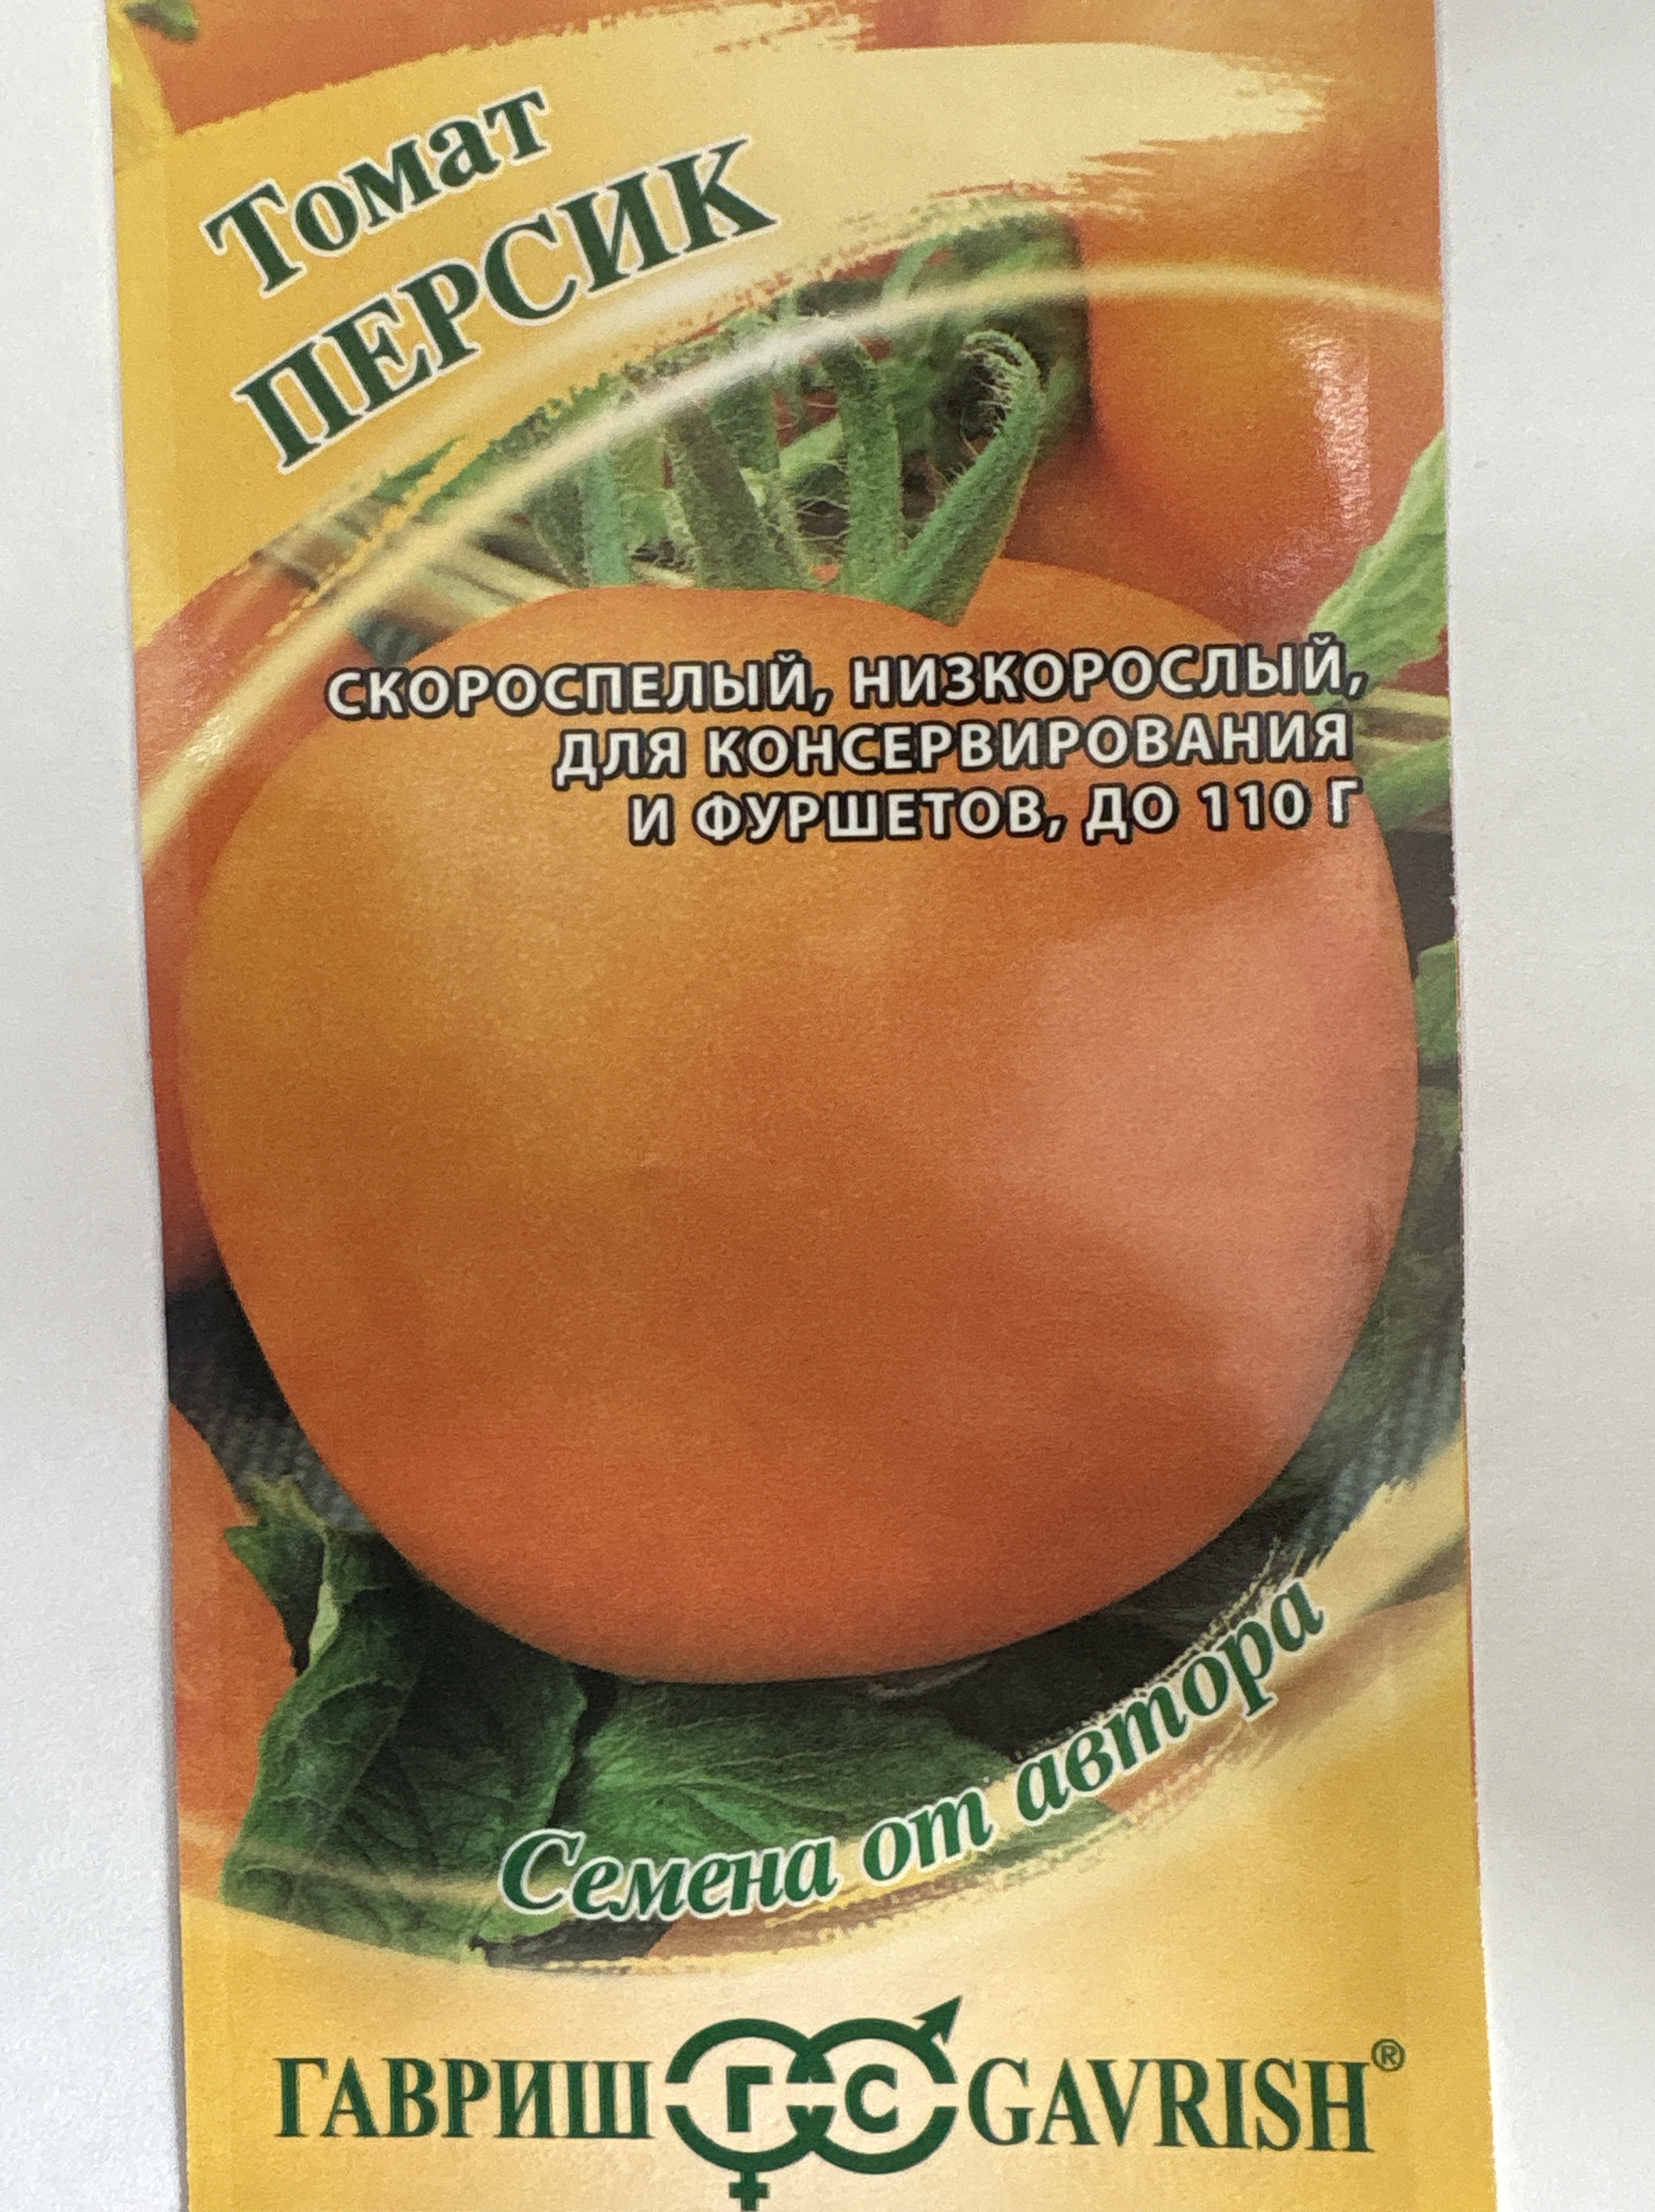 Томат
ПЕРСИК
СКОРОСПЕЛЫЙ, НИЗКОРОСЛЫЙ,
ДЛЯ КОНСЕРВИРОВАНИЯ
И ФУРШЕТОВ, ДО 110 Г
Семена от автора
ГАВРИШ ГС GAVRISH®